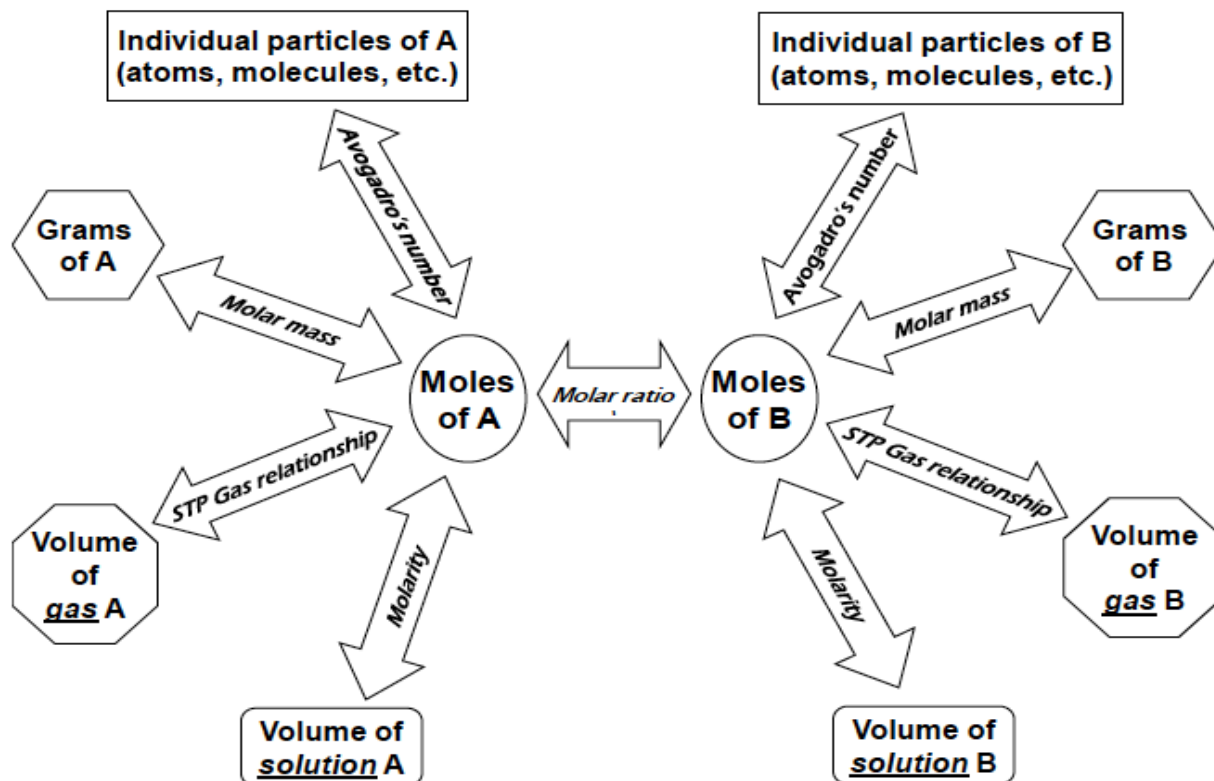 Individual particles of A
(atoms, molecules, etc.)
Individual particles of B
(atoms, molecules, etc.)
Avogadro's number
Avogadro's number
Grams
of A
Grams
of B
Molar mass
Molar mass
Moles
of A
Molar ratio
Moles
of B
STP Gas relationship
STP Gas relationship
Volume
of
gas A
Volume
of
gas B
Molarity
Molarity
Volume of
solution A
Volume of
solution B